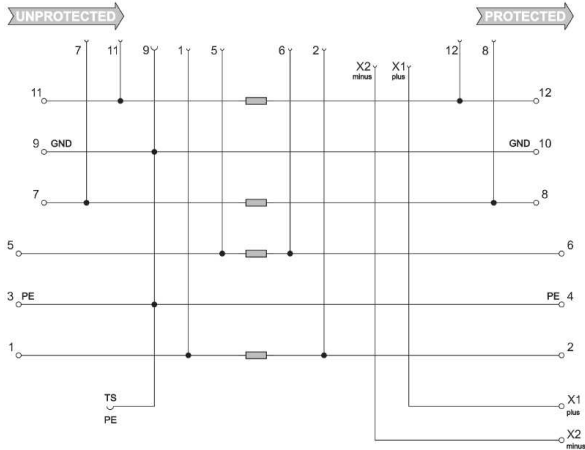 UNPROTECTED PROTECTED
7 11 9 1 5 6 2 12 8
X2 X1
minus plus
11 12
9 GND GND 10
7 8
5 6
3 PE PE 4
1 2
TS X1
PE plus
X2
minus